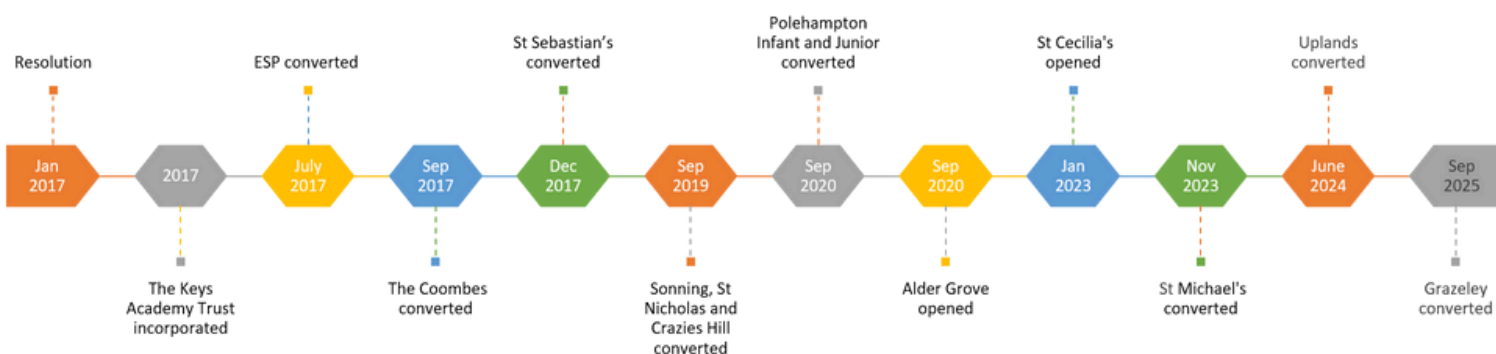 Resolution
Jan
2017
2017
The Keys
Academy Trust
incorporated
ESP converted
July
2017
Sep
2017
The Coombes
converted
St Sebastian’s
converted
Dec
2017
Sep
2019
Sonning, St
Nicholas and
Crazies Hill
converted
Polehampton
Infant and Junior
converted
Sep
2020
Sep
2020
Alder Grove
opened
St Cecilia's
opened
Jan
2023
Nov
2023
St Michael's
converted
Uplands
converted
June
2024
Sep
2025
Grazeley
converted